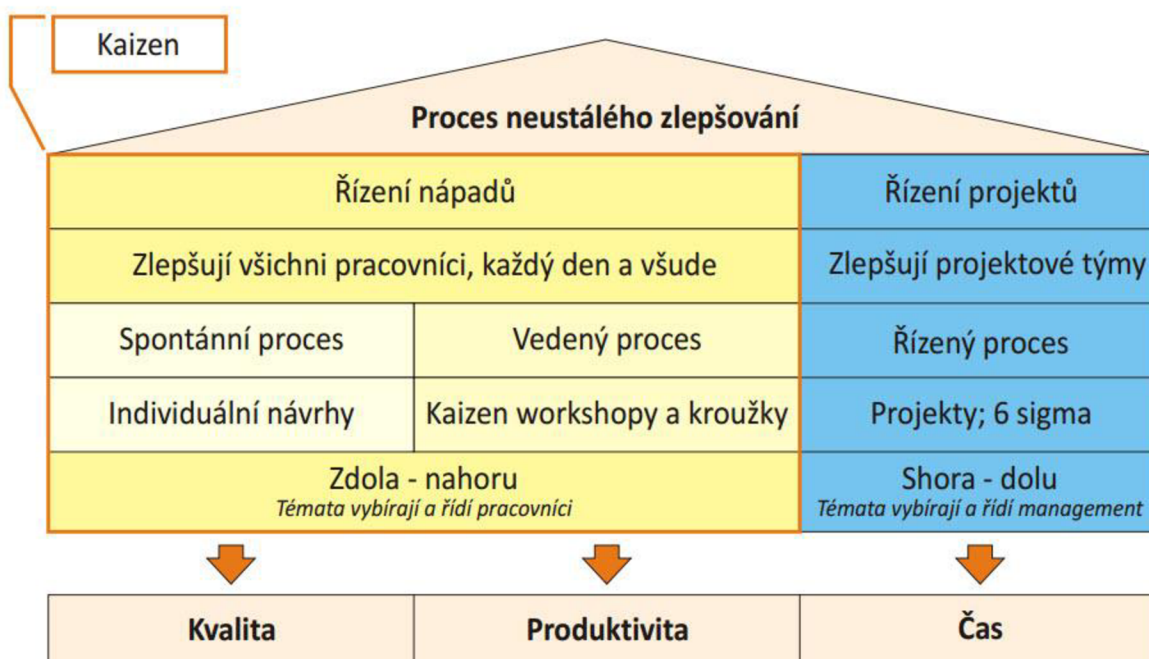 Kaizen
Proces neustálého zlepšování
Řízení nápadů
Řízení projektů
Zlepšují všichni pracovníci, každý den a všude
Zlepšují projektové týmy
Spontánní proces
Vedený proces
Řízený proces
Individuální návrhy
Kaizen workshopy a kroužky
Projekty; 6 sigma
Zdola - nahoru
Témata vybírají a řídí pracovníci
Shora - dolu
Témata vybírají a řídí management
Kvalita
Produktivita
Čas